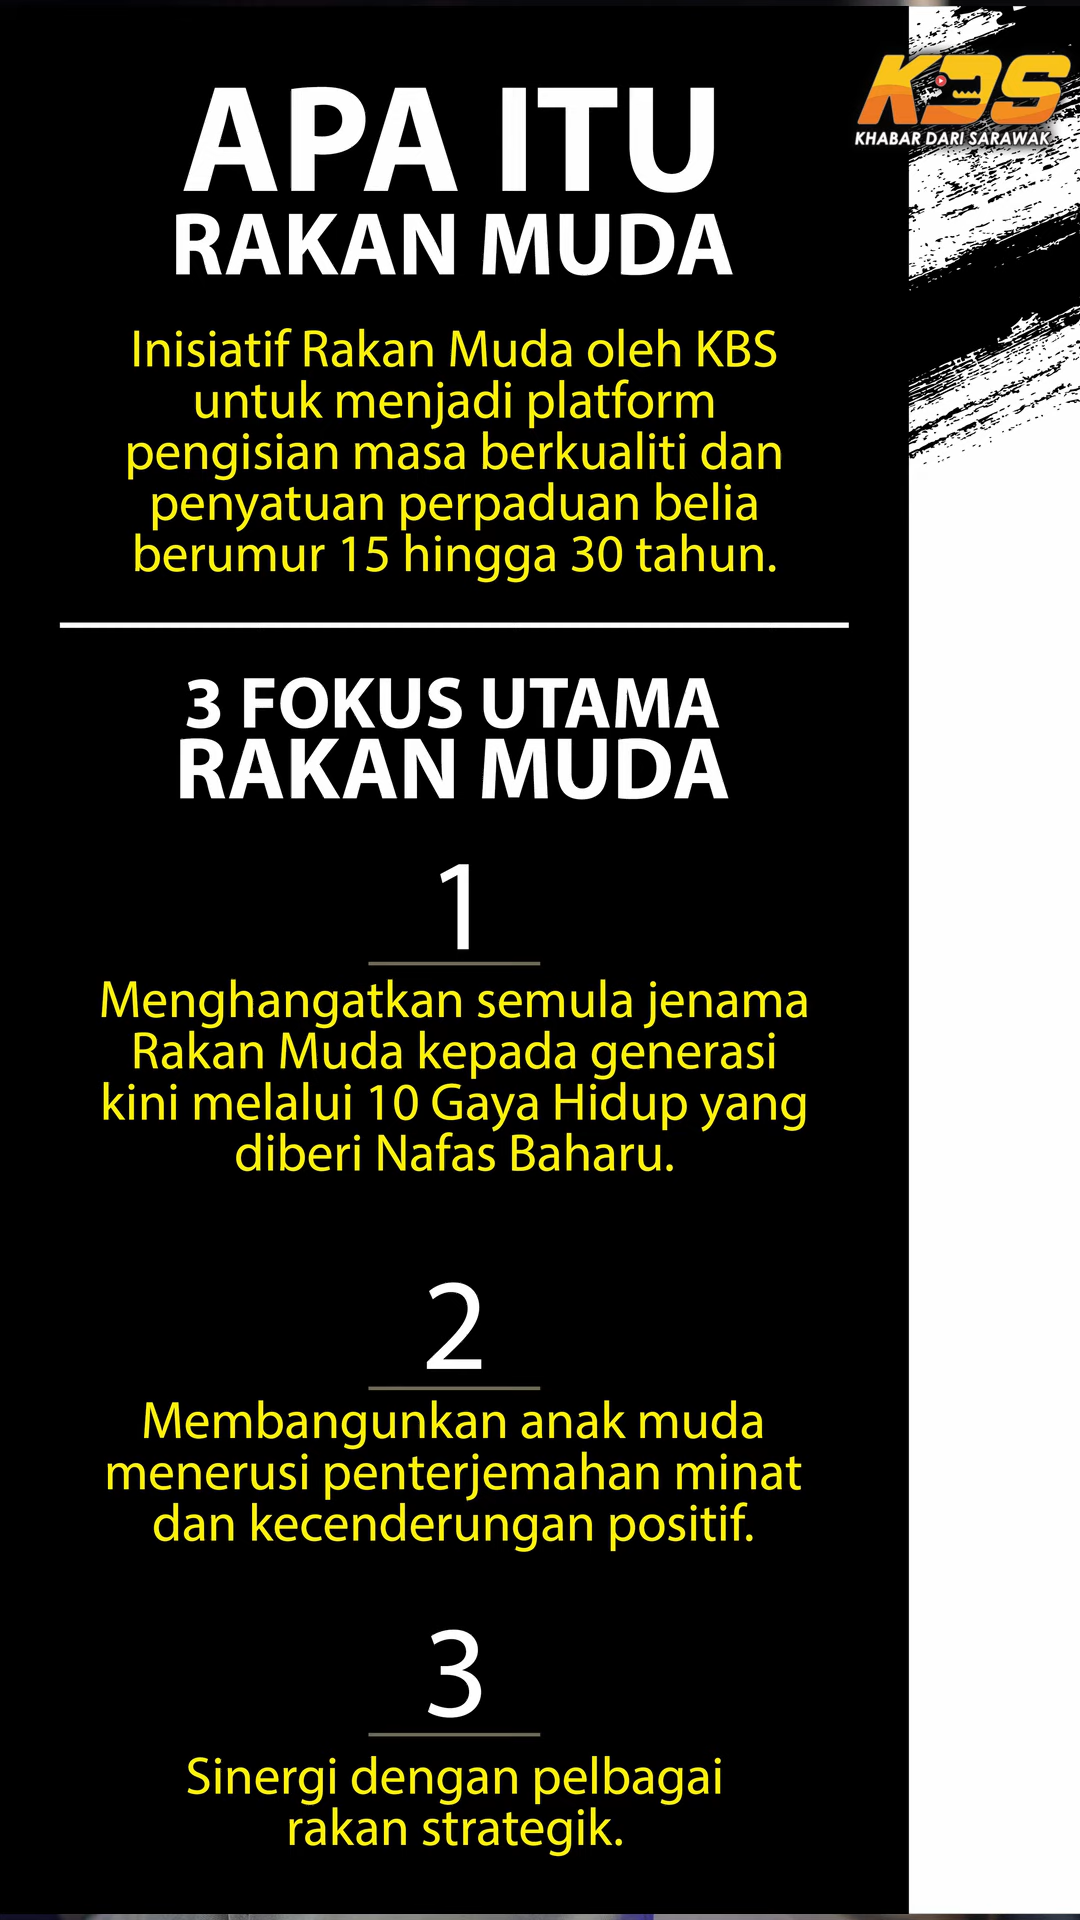 KBS
KHABAR DARI SARAWAK
APA ITU
RAKAN MUDA
Inisiatif Rakan Muda oleh KBS
untuk menjadi platform
pengisian masa berkualiti dan
penyatuan perpaduan belia
berumur 15 hingga 30 tahun.
3 FOKUS UTAMA
RAKAN MUDA
1
Menghangatkan semula jenama
Rakan Muda kepada generasi
kini melalui 10 Gaya Hidup yang
diberi Nafas Baharu.
2
Membangunkan anak muda
menerusi penterjemahan minat
dan kecenderungan positif.
3
Sinergi dengan pelbagai
rakan strategik.